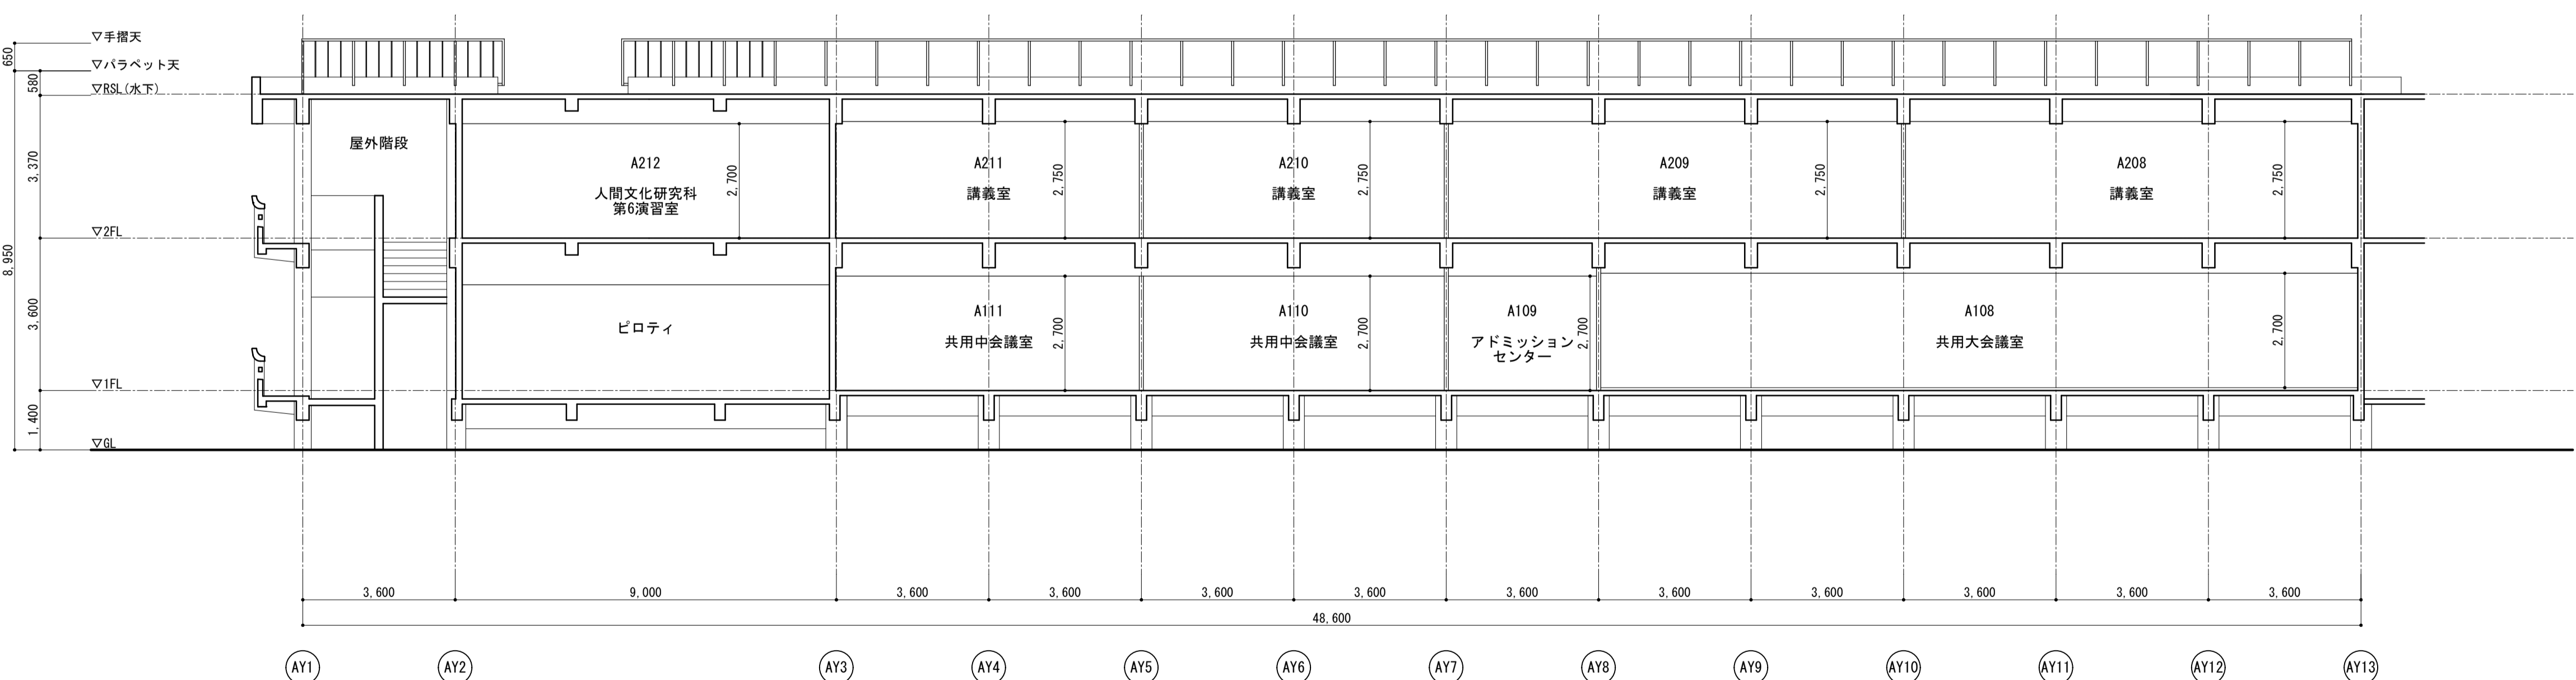 ▽手摺天
650
▽パラペット天
580
▽RSL(水下)
3,370
▽2FL
8,950
3,600
▽1FL
1,400
▽GL
屋外階段
A212
人間文化研究科
第6演習室
2,700
A211
講義室
2,750
A210
講義室
2,750
A209
講義室
2,750
A208
講義室
2,750
ピロティ
A111
共用中会議室
2,700
A110
共用中会議室
2,700
A109
アドミッション
センター
2,700
A108
共用大会議室
2,700
3,600
9,000
3,600
3,600
3,600
3,600
3,600
3,600
3,600
3,600
3,600
3,600
48,600
AY1
AY2
AY3
AY4
AY5
AY6
AY7
AY8
AY9
AY10
AY11
AY12
AY13